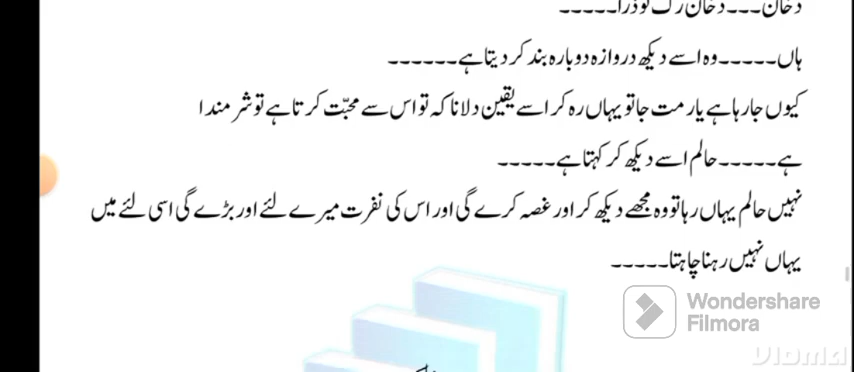 دخان۔۔۔دخان رک تو ذرا۔۔۔۔۔
ہاں۔۔۔۔۔وہ اسے دیکھ دروازہ دوبارہ بند کر دیتا ہے۔۔۔۔۔۔
کیوں جا رہا ہے یار مت جا تو یہاں رہ کر اسے یقین دلانا کہ تو اس سے محبّت کرتا ہے تو شرمندا
ہے۔۔۔۔۔حالم اسے دیکھ کر کہتا ہے۔۔۔۔۔
نہیں حالم یہاں رہا تو وہ مجھے دیکھ کر اور غصہ کرے گی اور اس کی نفرت میرے لئے اور بڑے گی اسی لئے میں
یہاں نہیں رہنا چاہتا۔۔۔۔۔
Wondershare
Filmora